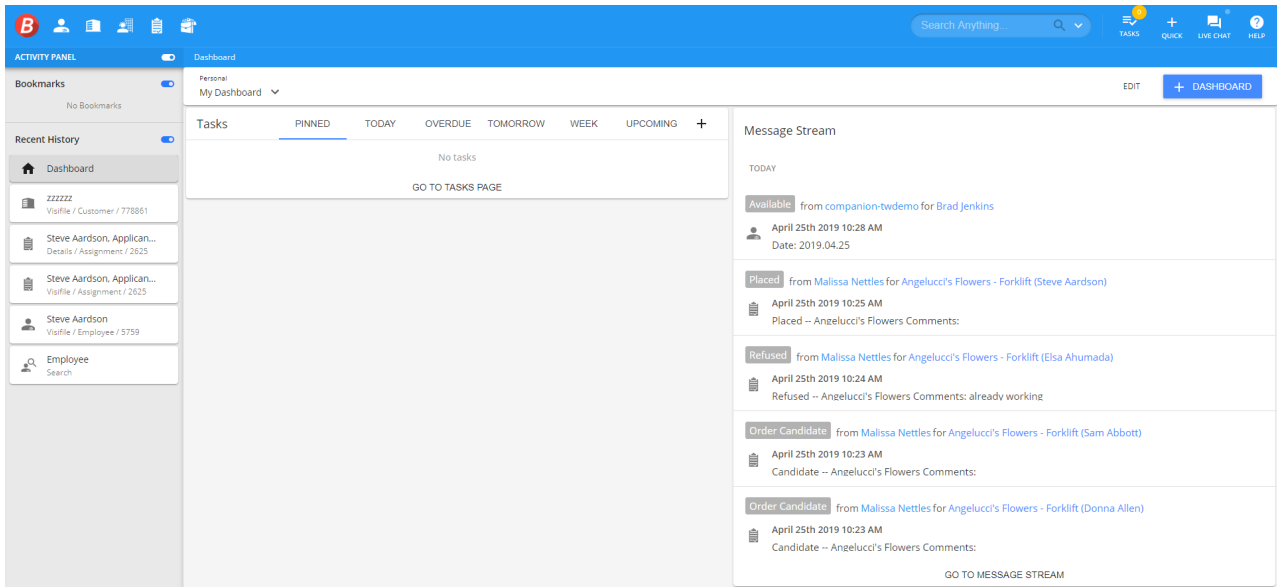 B
Search Anything...
0
TASKS
QUICK
LIVE CHAT
HELP
ACTIVITY PANEL
Dashboard
Bookmarks
No Bookmarks
Recent History
Dashboard
zzzzzz
Visifile / Customer / 778861
Steve Aardson, Applican...
Details / Assignment / 2625
Steve Aardson, Applican...
Visifile / Assignment / 2625
Steve Aardson
Visifile / Employee / 5759
Employee
Search
Personal
My Dashboard
EDIT
+ DASHBOARD
Tasks PINNED TODAY OVERDUE TOMORROW WEEK UPCOMING +
No tasks
GO TO TASKS PAGE
Message Stream
TODAY
Available from companion-twdemo for Brad Jenkins
April 25th 2019 10:28 AM
Date: 2019.04.25
Placed from Malissa Nettles for Angelucci's Flowers - Forklift (Steve Aardson)
April 25th 2019 10:25 AM
Placed -- Angelucci's Flowers Comments:
Refused from Malissa Nettles for Angelucci's Flowers - Forklift (Elsa Ahumada)
April 25th 2019 10:24 AM
Refused -- Angelucci's Flowers Comments: already working
Order Candidate from Malissa Nettles for Angelucci's Flowers - Forklift (Sam Abbott)
April 25th 2019 10:23 AM
Candidate -- Angelucci's Flowers Comments:
Order Candidate from Malissa Nettles for Angelucci's Flowers - Forklift (Donna Allen)
April 25th 2019 10:23 AM
Candidate -- Angelucci's Flowers Comments:
GO TO MESSAGE STREAM